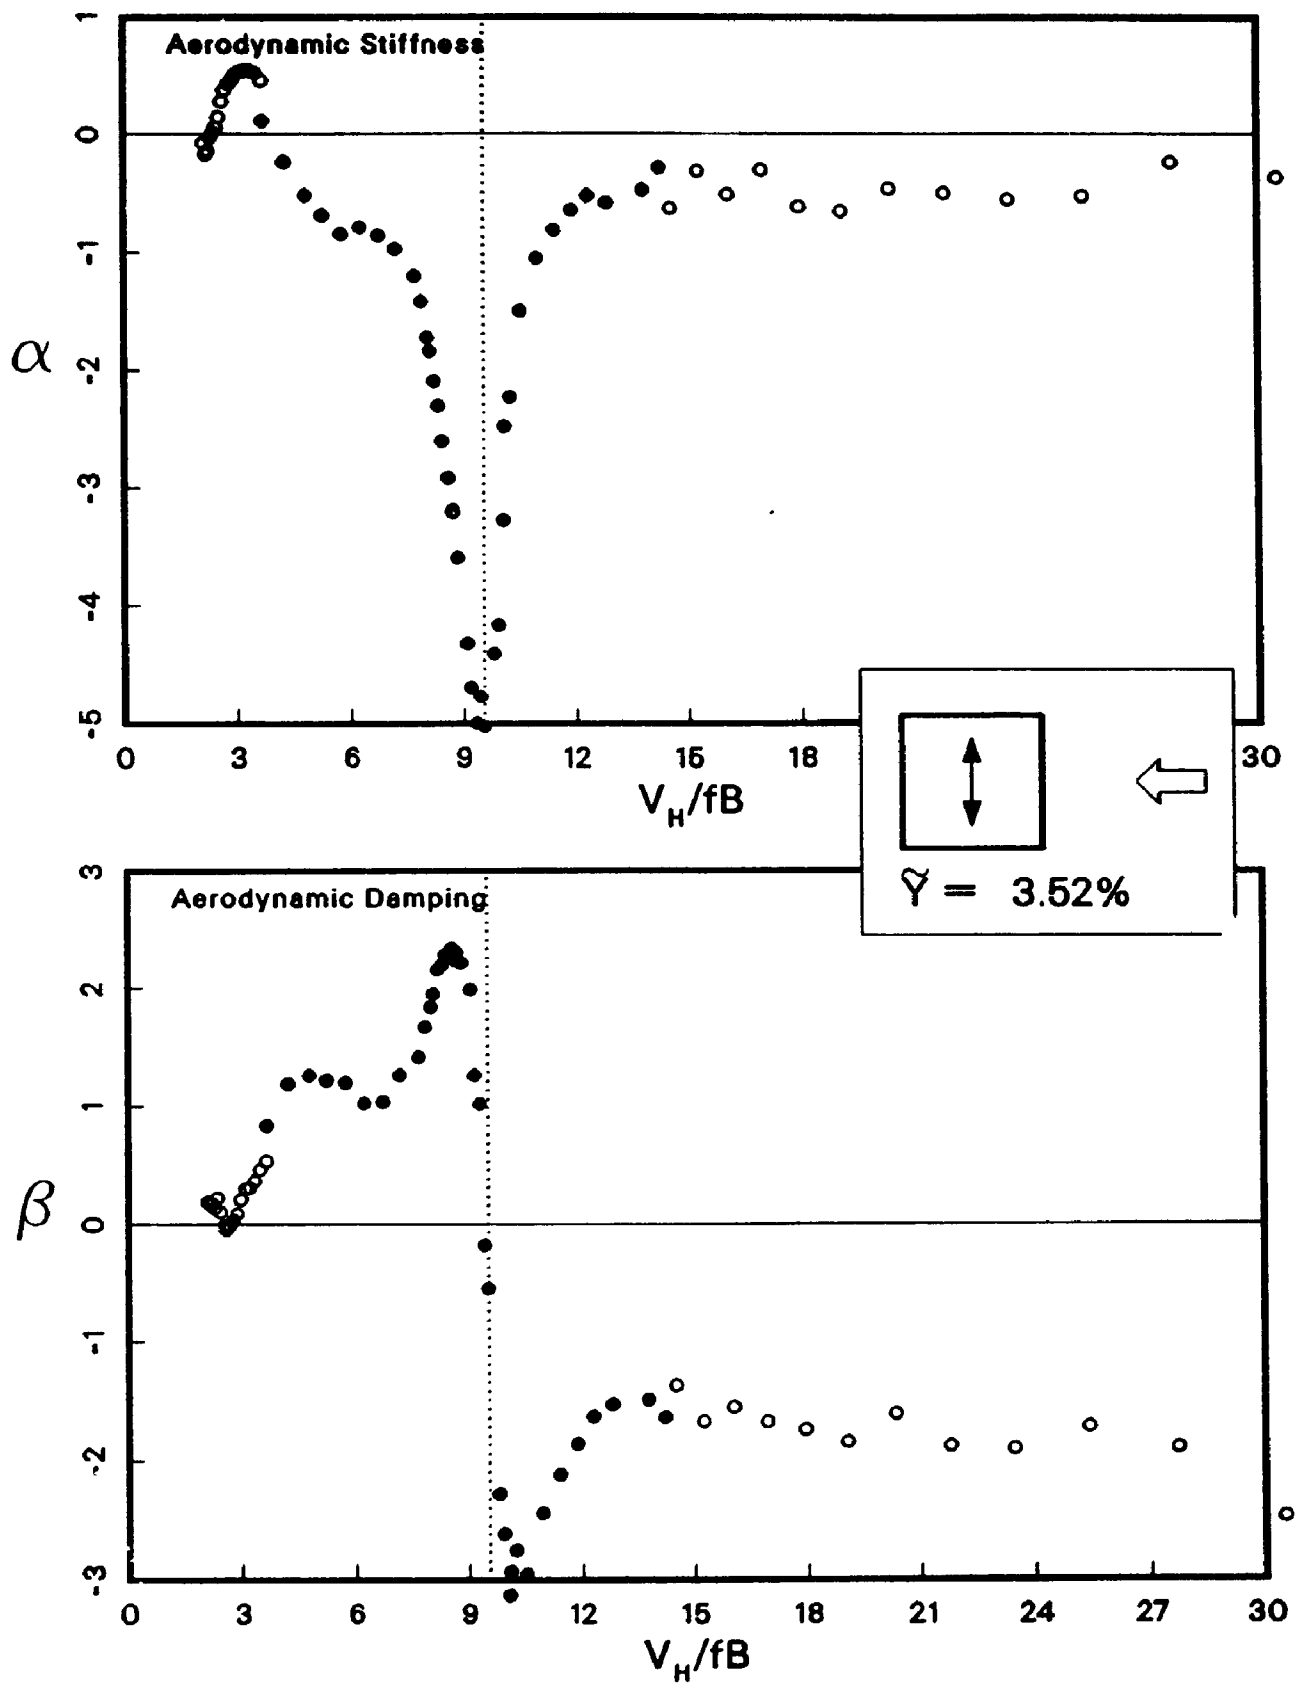 1
Aerodynamic Stiffness
0
-1
α
-2
-3
-4
-5
0 3 6 9 12 15 18 30
V_H/fB
Ỹ = 3.52%
3
Aerodynamic Damping
2
1
β
0
-1
-2
-3
0 3 6 9 12 15 18 21 24 27 30
V_H/fB